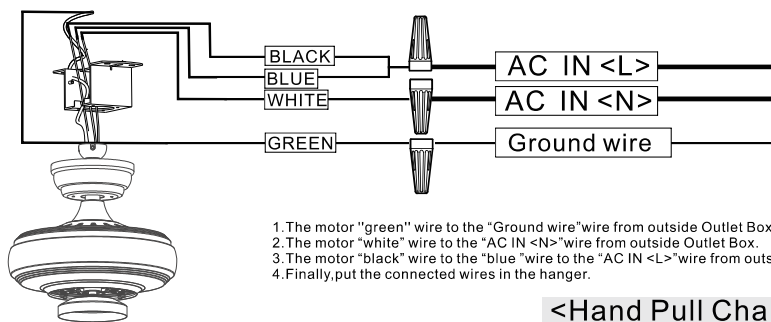 BLACK
BLUE
WHITE
GREEN
AC IN <L>
AC IN <N>
Ground wire
1.The motor "green" wire to the “Ground wire”wire from outside Outlet Box
2.The motor “white” wire to the “AC IN <N>”wire from outside Outlet Box.
3.The motor “black” wire to the “blue ”wire to the “AC IN <L>”wire from outs
4.Finally,put the connected wires in the hanger.
<Hand Pull Cha